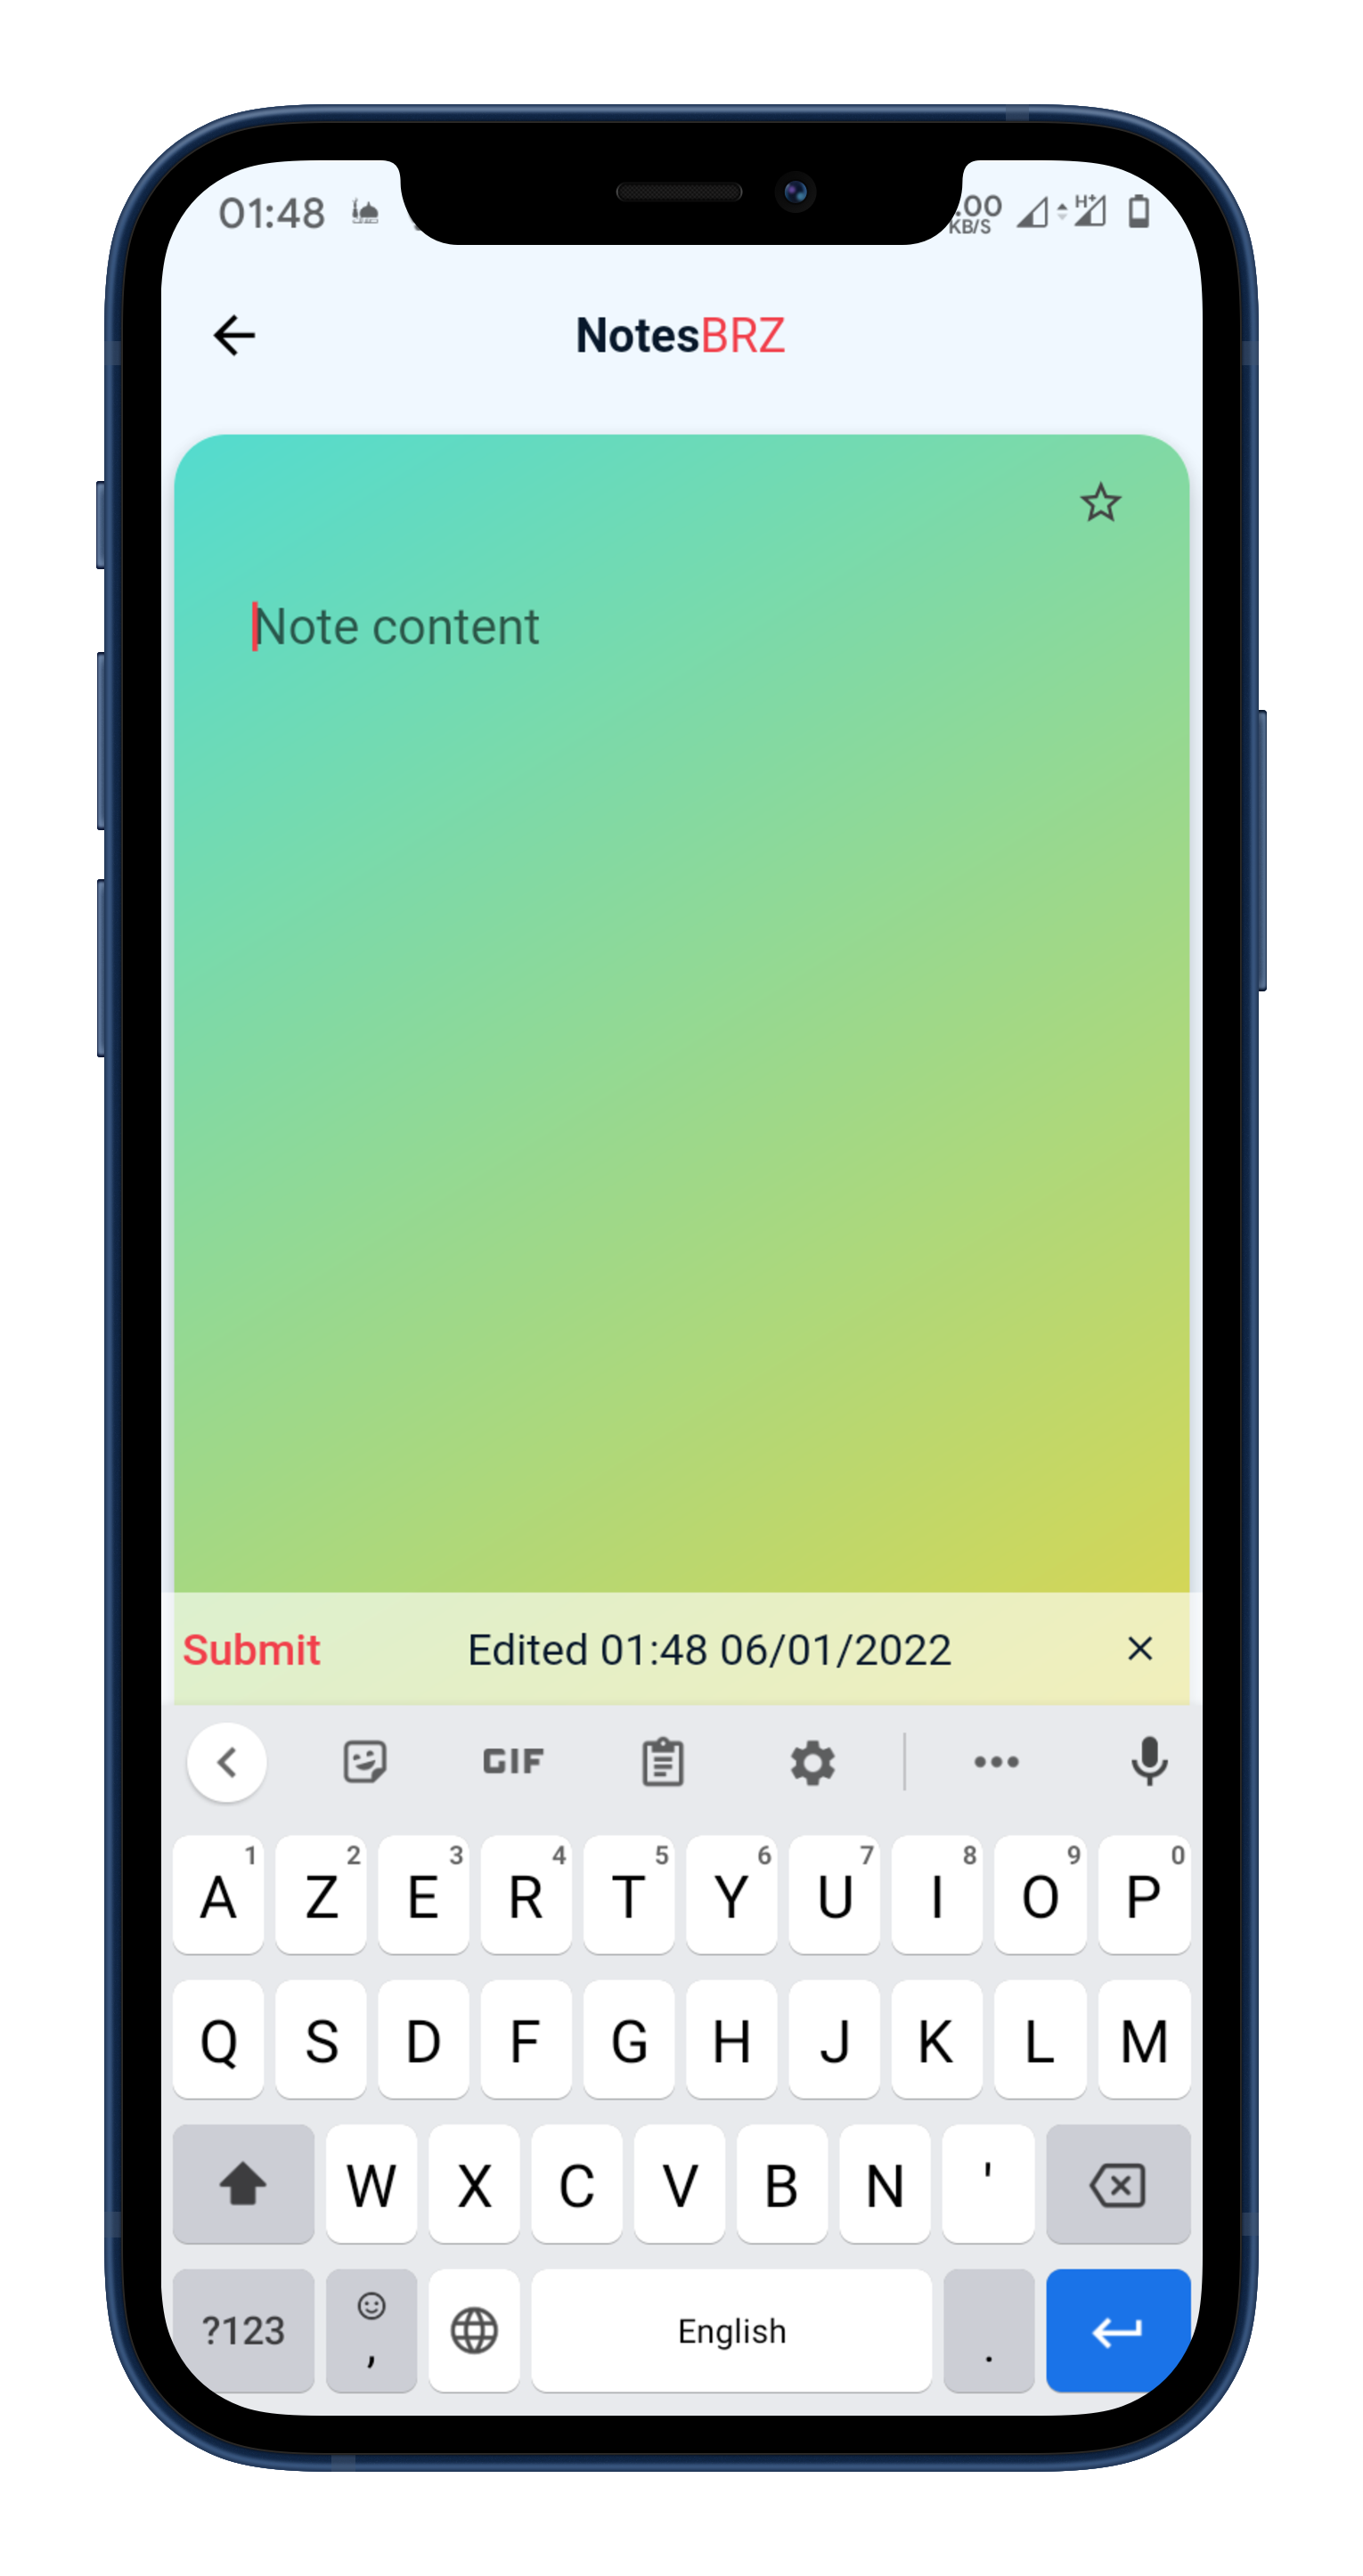 01:48 .00 KB/S H+
NotesBRZ
Note content
Submit Edited 01:48 06/01/2022 ×
GIF
A 1 Z 2 E 3 R 4 T 5 Y 6 U 7 I 8 O 9 P 0
Q S D F G H J K L M
W X C V B N '
?123 , English .